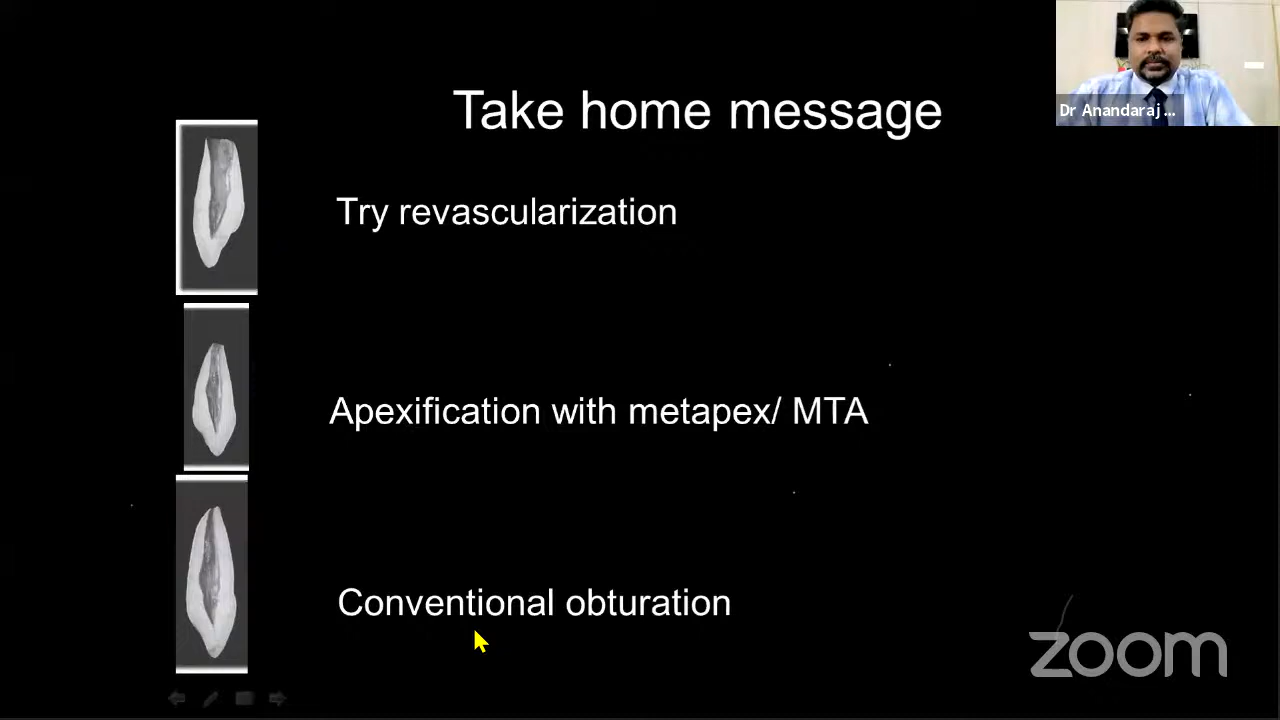 Take home message
Dr Anandaraj ...
Try revascularization
Apexification with metapex/ MTA
Conventional obturation
zoom